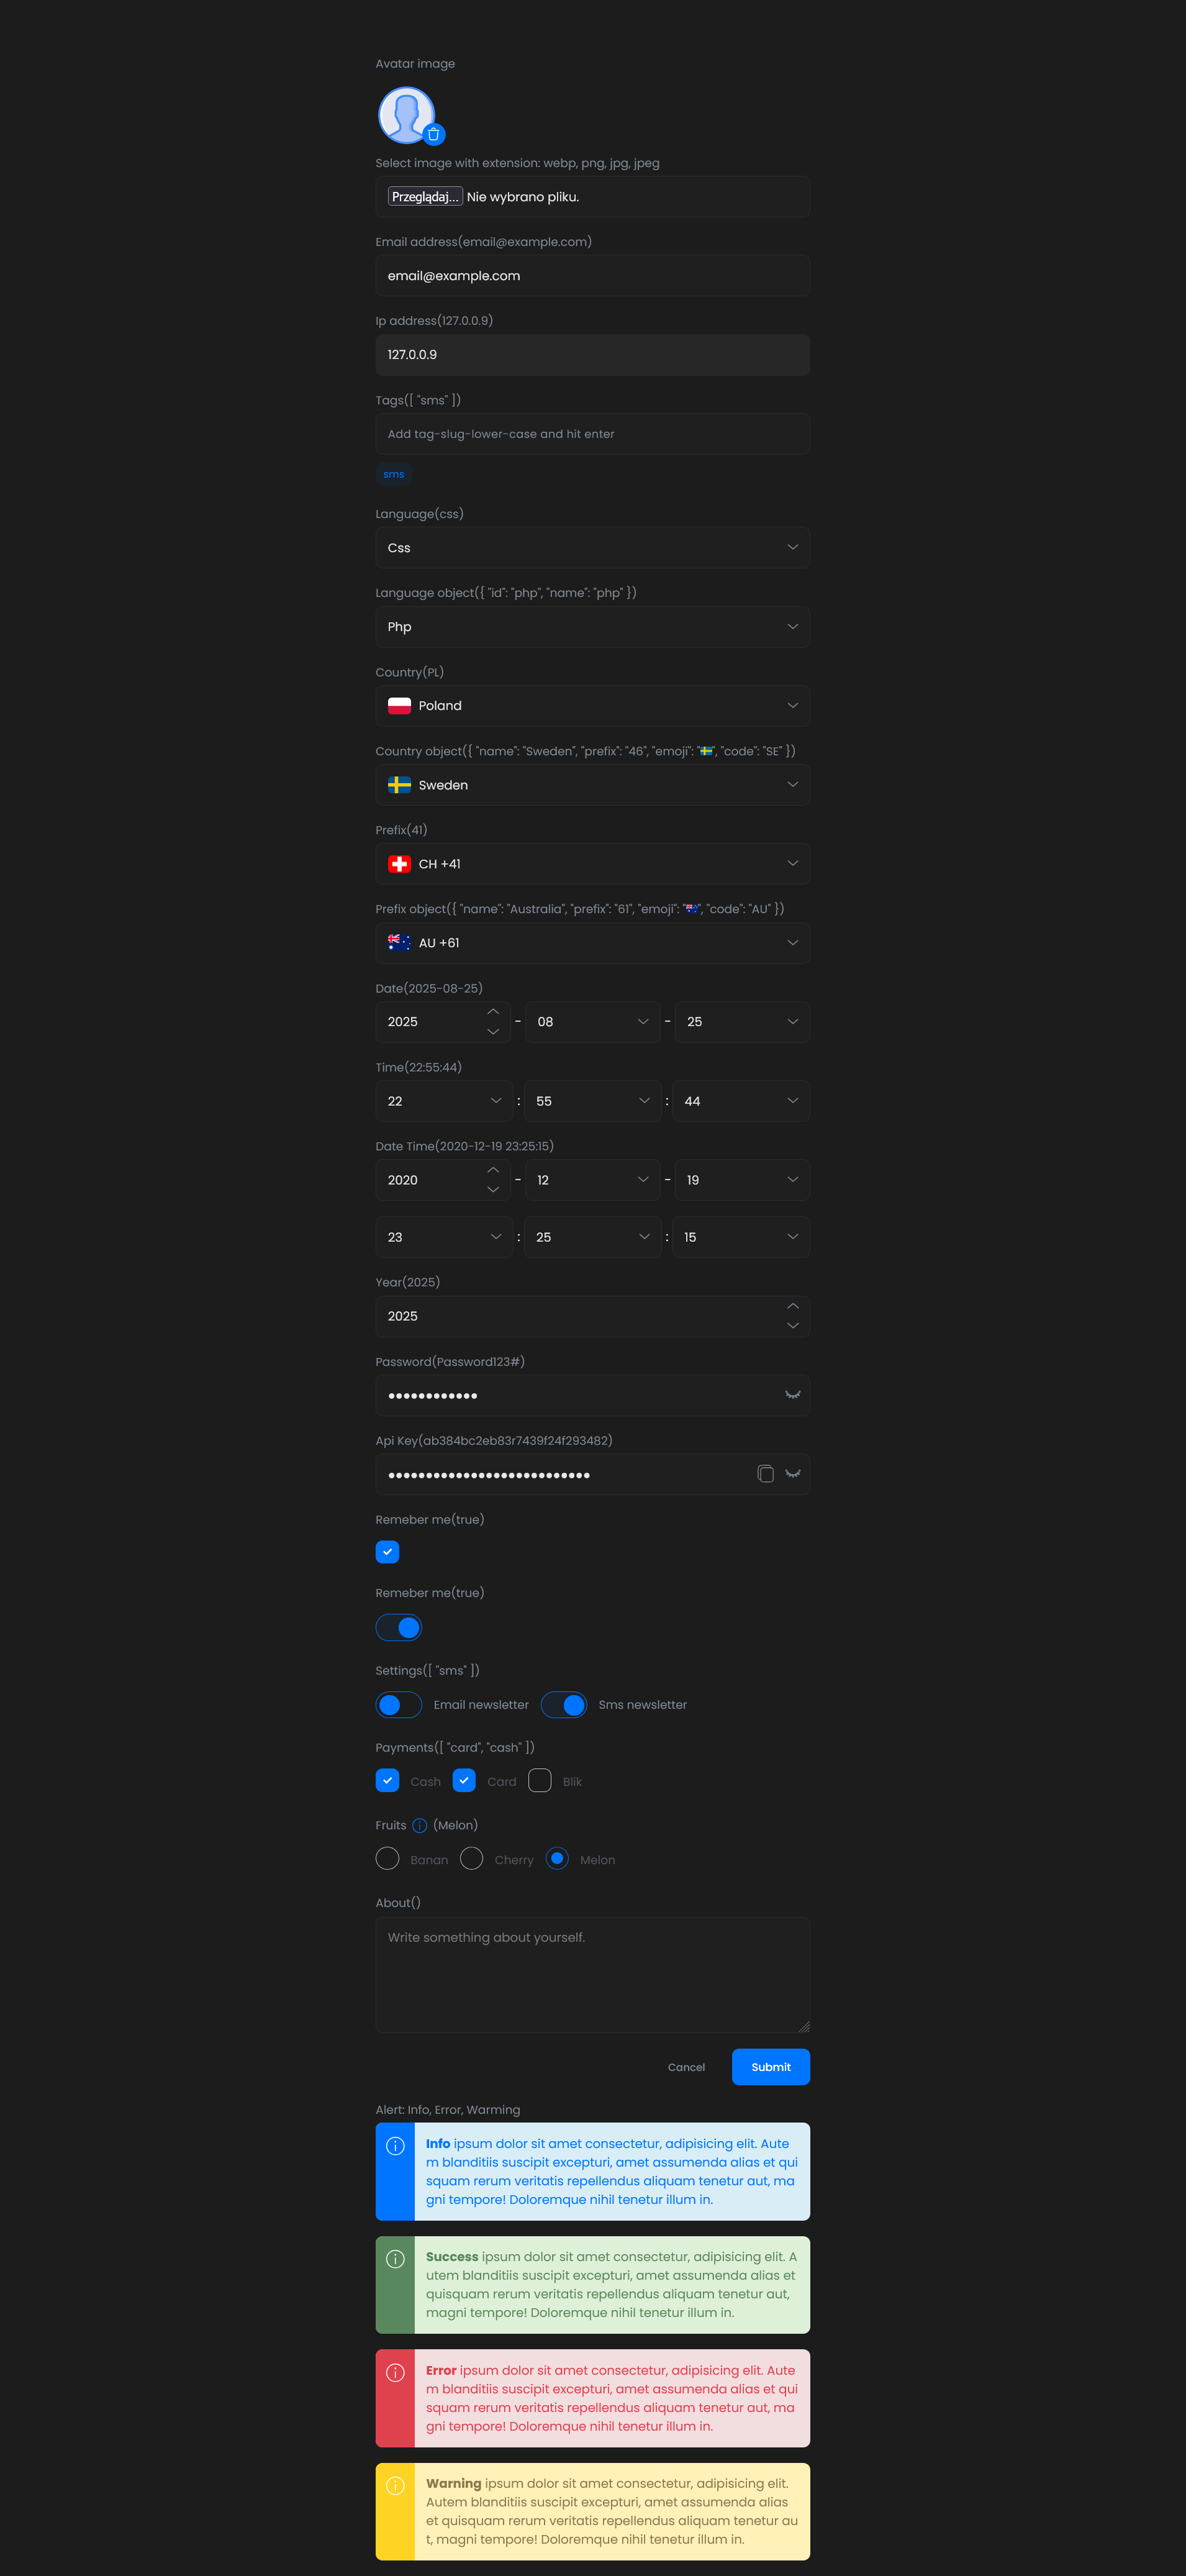 Avatar image
Select image with extension: webp, png, jpg, jpeg
Przeglądaj... Nie wybrano pliku.
Email address(email@example.com)
email@example.com
Ip address(127.0.0.9)
127.0.0.9
Tags([ "sms" ])
Add tag-slug-lower-case and hit enter
sms
Language(css)
Css
Language object({ "id": "php", "name": "php" })
Php
Country(PL)
Poland
Country object({ "name": "Sweden", "prefix": "46", "emoji": "🇸🇪", "code": "SE" })
Sweden
Prefix(41)
CH +41
Prefix object({ "name": "Australia", "prefix": "61", "emoji": "🇦🇺", "code": "AU" })
AU +61
Date(2025-08-25)
2025 - 08 - 25
Time(22:55:44)
22 : 55 : 44
Date Time(2020-12-19 23:25:15)
2020 - 12 - 19
23 : 25 : 15
Year(2025)
2025
Password(Password123#)
••••••••••••
Api Key(ab384bc2eb83r7439f24f293482)
•••••••••••••••••••••••••••
Remeber me(true)
Remeber me(true)
Settings([ "sms" ])
Email newsletter Sms newsletter
Payments([ "card", "cash" ])
Cash Card Blik
Fruits (Melon)
Banan Cherry Melon
About()
Write something about yourself.
Cancel Submit
Alert: Info, Error, Warming
Info ipsum dolor sit amet consectetur, adipisicing elit. Aute
m blanditiis suscipit excepturi, amet assumenda alias et qui
squam rerum veritatis repellendus aliquam tenetur aut, ma
gni tempore! Doloremque nihil tenetur illum in.
Success ipsum dolor sit amet consectetur, adipisicing elit. A
utem blanditiis suscipit excepturi, amet assumenda alias et
quisquam rerum veritatis repellendus aliquam tenetur aut,
magni tempore! Doloremque nihil tenetur illum in.
Error ipsum dolor sit amet consectetur, adipisicing elit. Aute
m blanditiis suscipit excepturi, amet assumenda alias et qui
squam rerum veritatis repellendus aliquam tenetur aut, ma
gni tempore! Doloremque nihil tenetur illum in.
Warning ipsum dolor sit amet consectetur, adipisicing elit.
Autem blanditiis suscipit excepturi, amet assumenda alias
et quisquam rerum veritatis repellendus aliquam tenetur au
t, magni tempore! Doloremque nihil tenetur illum in.